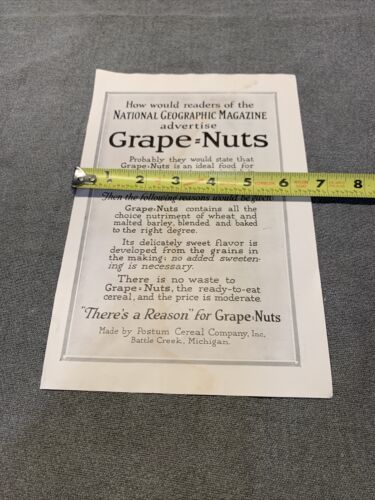 How would readers of the
NATIONAL GEOGRAPHIC MAGAZINE
advertise
Grape=Nuts
Probably they would state that
Grape=Nuts is an ideal food for
1 2 3 4 5 6 7 8
Then the following reasons would be given:
Grape=Nuts contains all the
choice nutriment of wheat and
malted barley, blended and baked
to the right degree.
Its delicately sweet flavor is
developed from the grains in
the making; no added sweeten-
ing is necessary.
There is no waste to
Grape=Nuts, the ready-to-eat
cereal, and the price is moderate.
"There's a Reason" for Grape=Nuts
Made by Postum Cereal Company, Inc.
Battle Creek, Michigan.